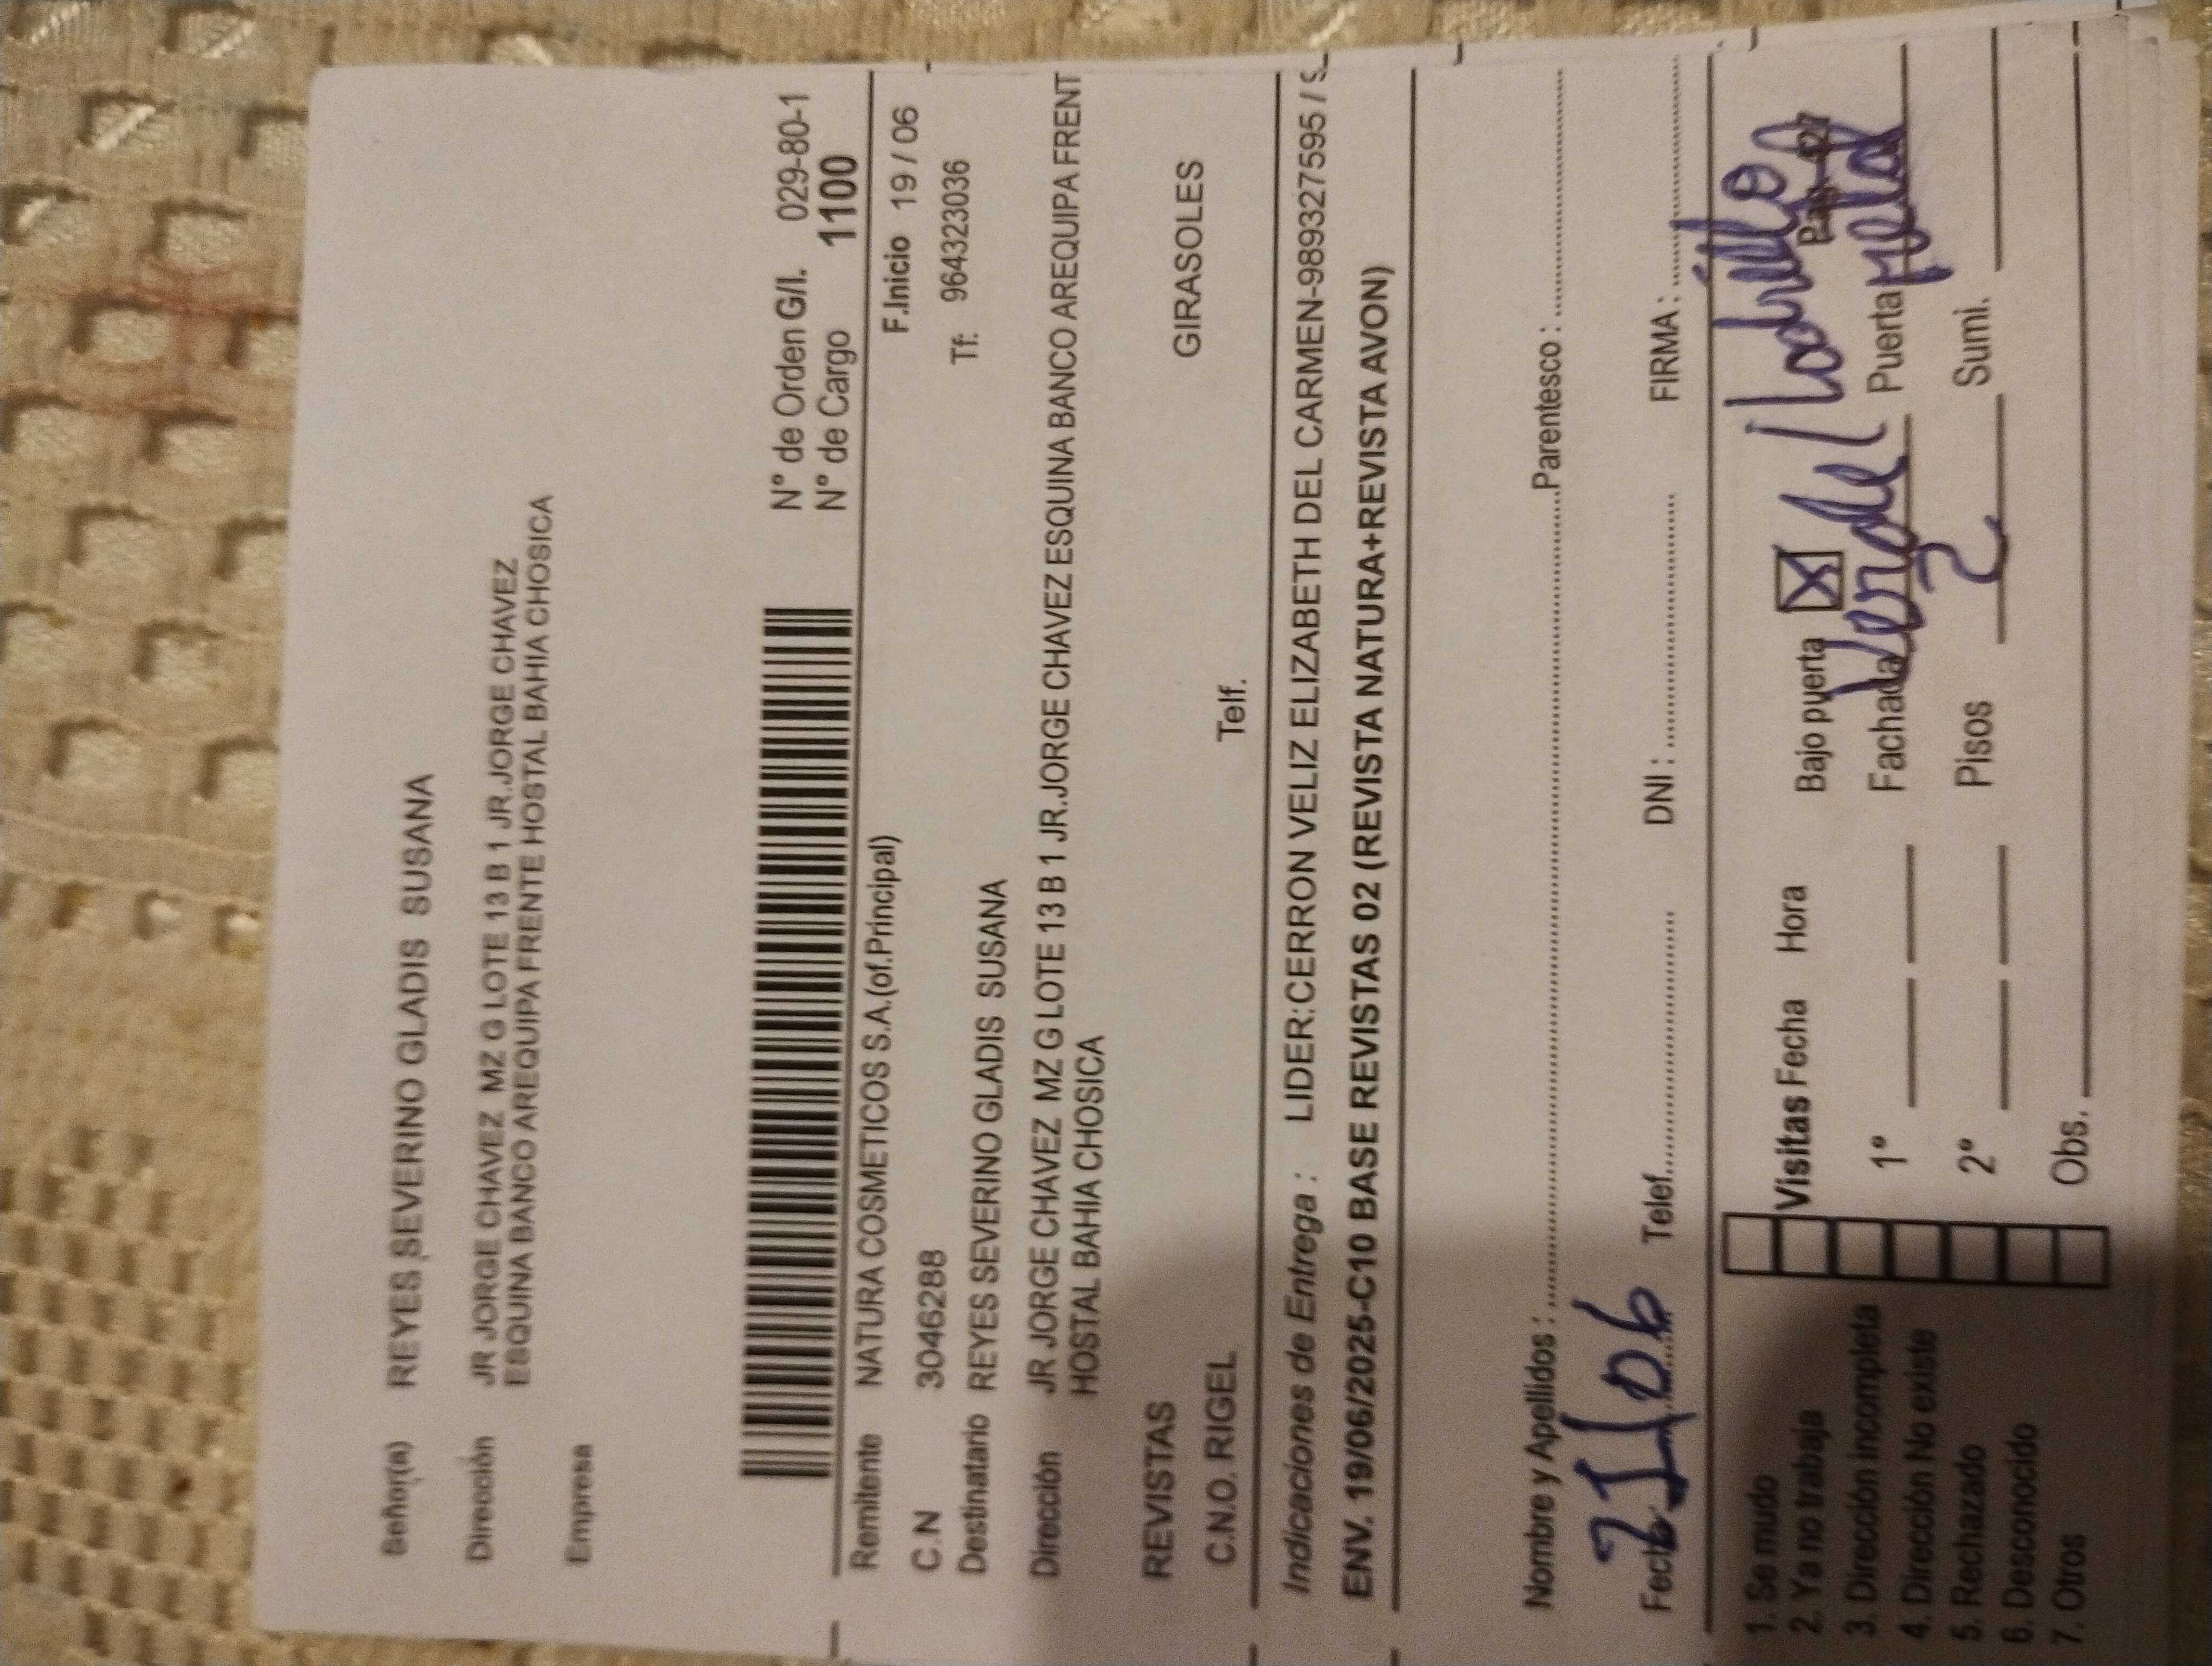 Señor(a) REYES SEVERINO GLADIS SUSANA
Dirección JR JORGE CHAVEZ MZ G LOTE 13 B 1 JR.JORGE CHAVEZ
ESQUINA BANCO AREQUIPA FRENTE HOSTAL BAHIA CHOSICA
Empresa
N° de Orden G/I. 029-80-1
N° de Cargo 1100
Remitente NATURA COSMETICOS S.A.(of.Principal) F.Inicio 19 / 06
C.N 3046288 Tf: 964323036
Destinatario REYES SEVERINO GLADIS SUSANA
Dirección JR JORGE CHAVEZ MZ G LOTE 13 B 1 JR.JORGE CHAVEZ ESQUINA BANCO AREQUIPA FRENT
HOSTAL BAHIA CHOSICA
REVISTAS GIRASOLES
C.N.O. RIGEL Telf.
Indicaciones de Entrega : LIDER:CERRON VELIZ ELIZABETH DEL CARMEN-989327595 / S
ENV. 19/06/2025-C10 BASE REVISTAS 02 (REVISTA NATURA+REVISTA AVON)
Nombre y Apellidos : Parentesco :
Fecha 21/06 Telef. DNI : FIRMA :
1. Se mudo
2. Ya no trabaja Visitas Fecha Hora Bajo puerta X ladrillo
3. Dirección incompleta 1° Fachada Verde/ Puerta Metal
4. Dirección No existe
5. Rechazado 2° Pisos 2 Sumi.
6. Desconocido
7. Otros Obs.